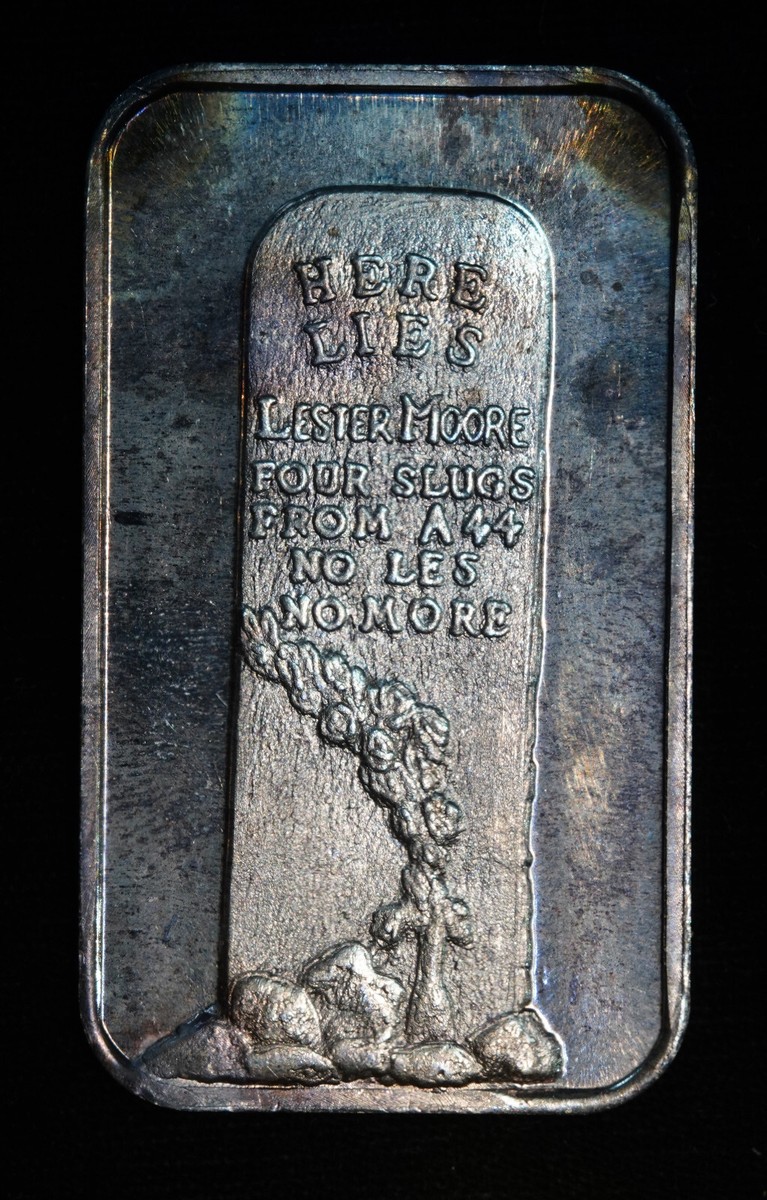 HERE
LIES
LESTER MOORE
FOUR SLUGS
FROM A 44
NO LES
NO MORE